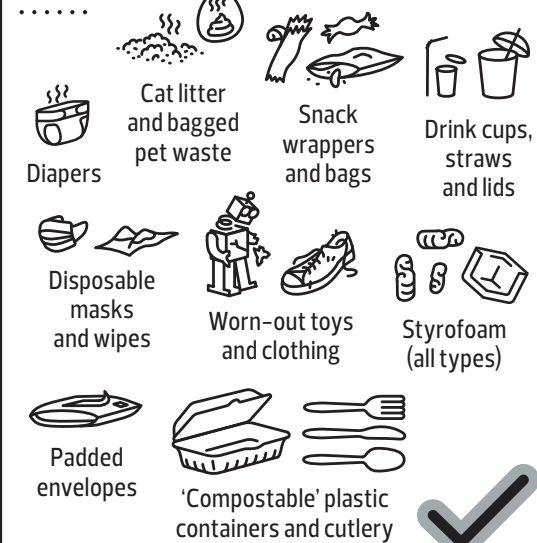 Cat litter
and bagged
pet waste
Snack
wrappers
and bags
Drink cups,
straws
and lids
Diapers
Disposable
masks
and wipes
Worn-out toys
and clothing
Styrofoam
(all types)
Padded
envelopes
‘Compostable’ plastic
containers and cutlery